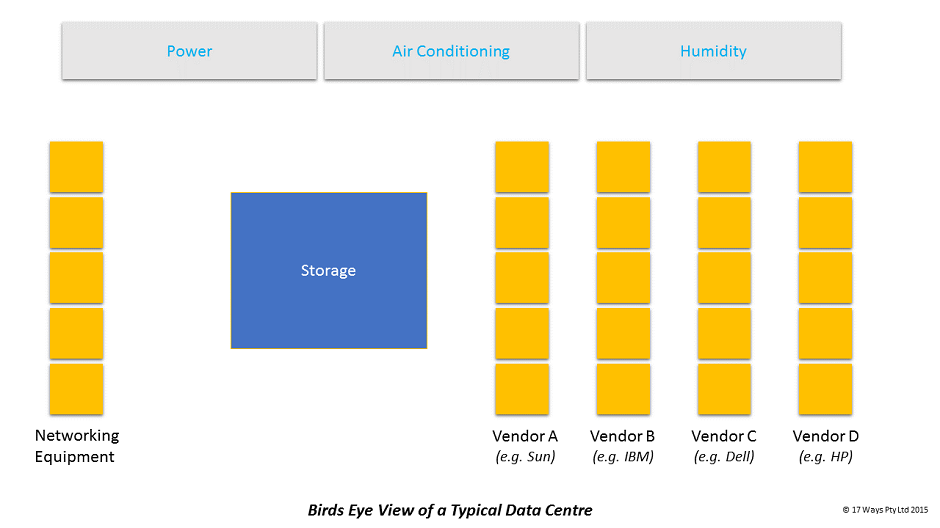 Power
Air Conditioning
Humidity
Storage
Networking
Equipment
Vendor A
(e.g. Sun)
Vendor B
(e.g. IBM)
Vendor C
(e.g. Dell)
Vendor D
(e.g. HP)
Birds Eye View of a Typical Data Centre
© 17 Ways Pty Ltd 2015